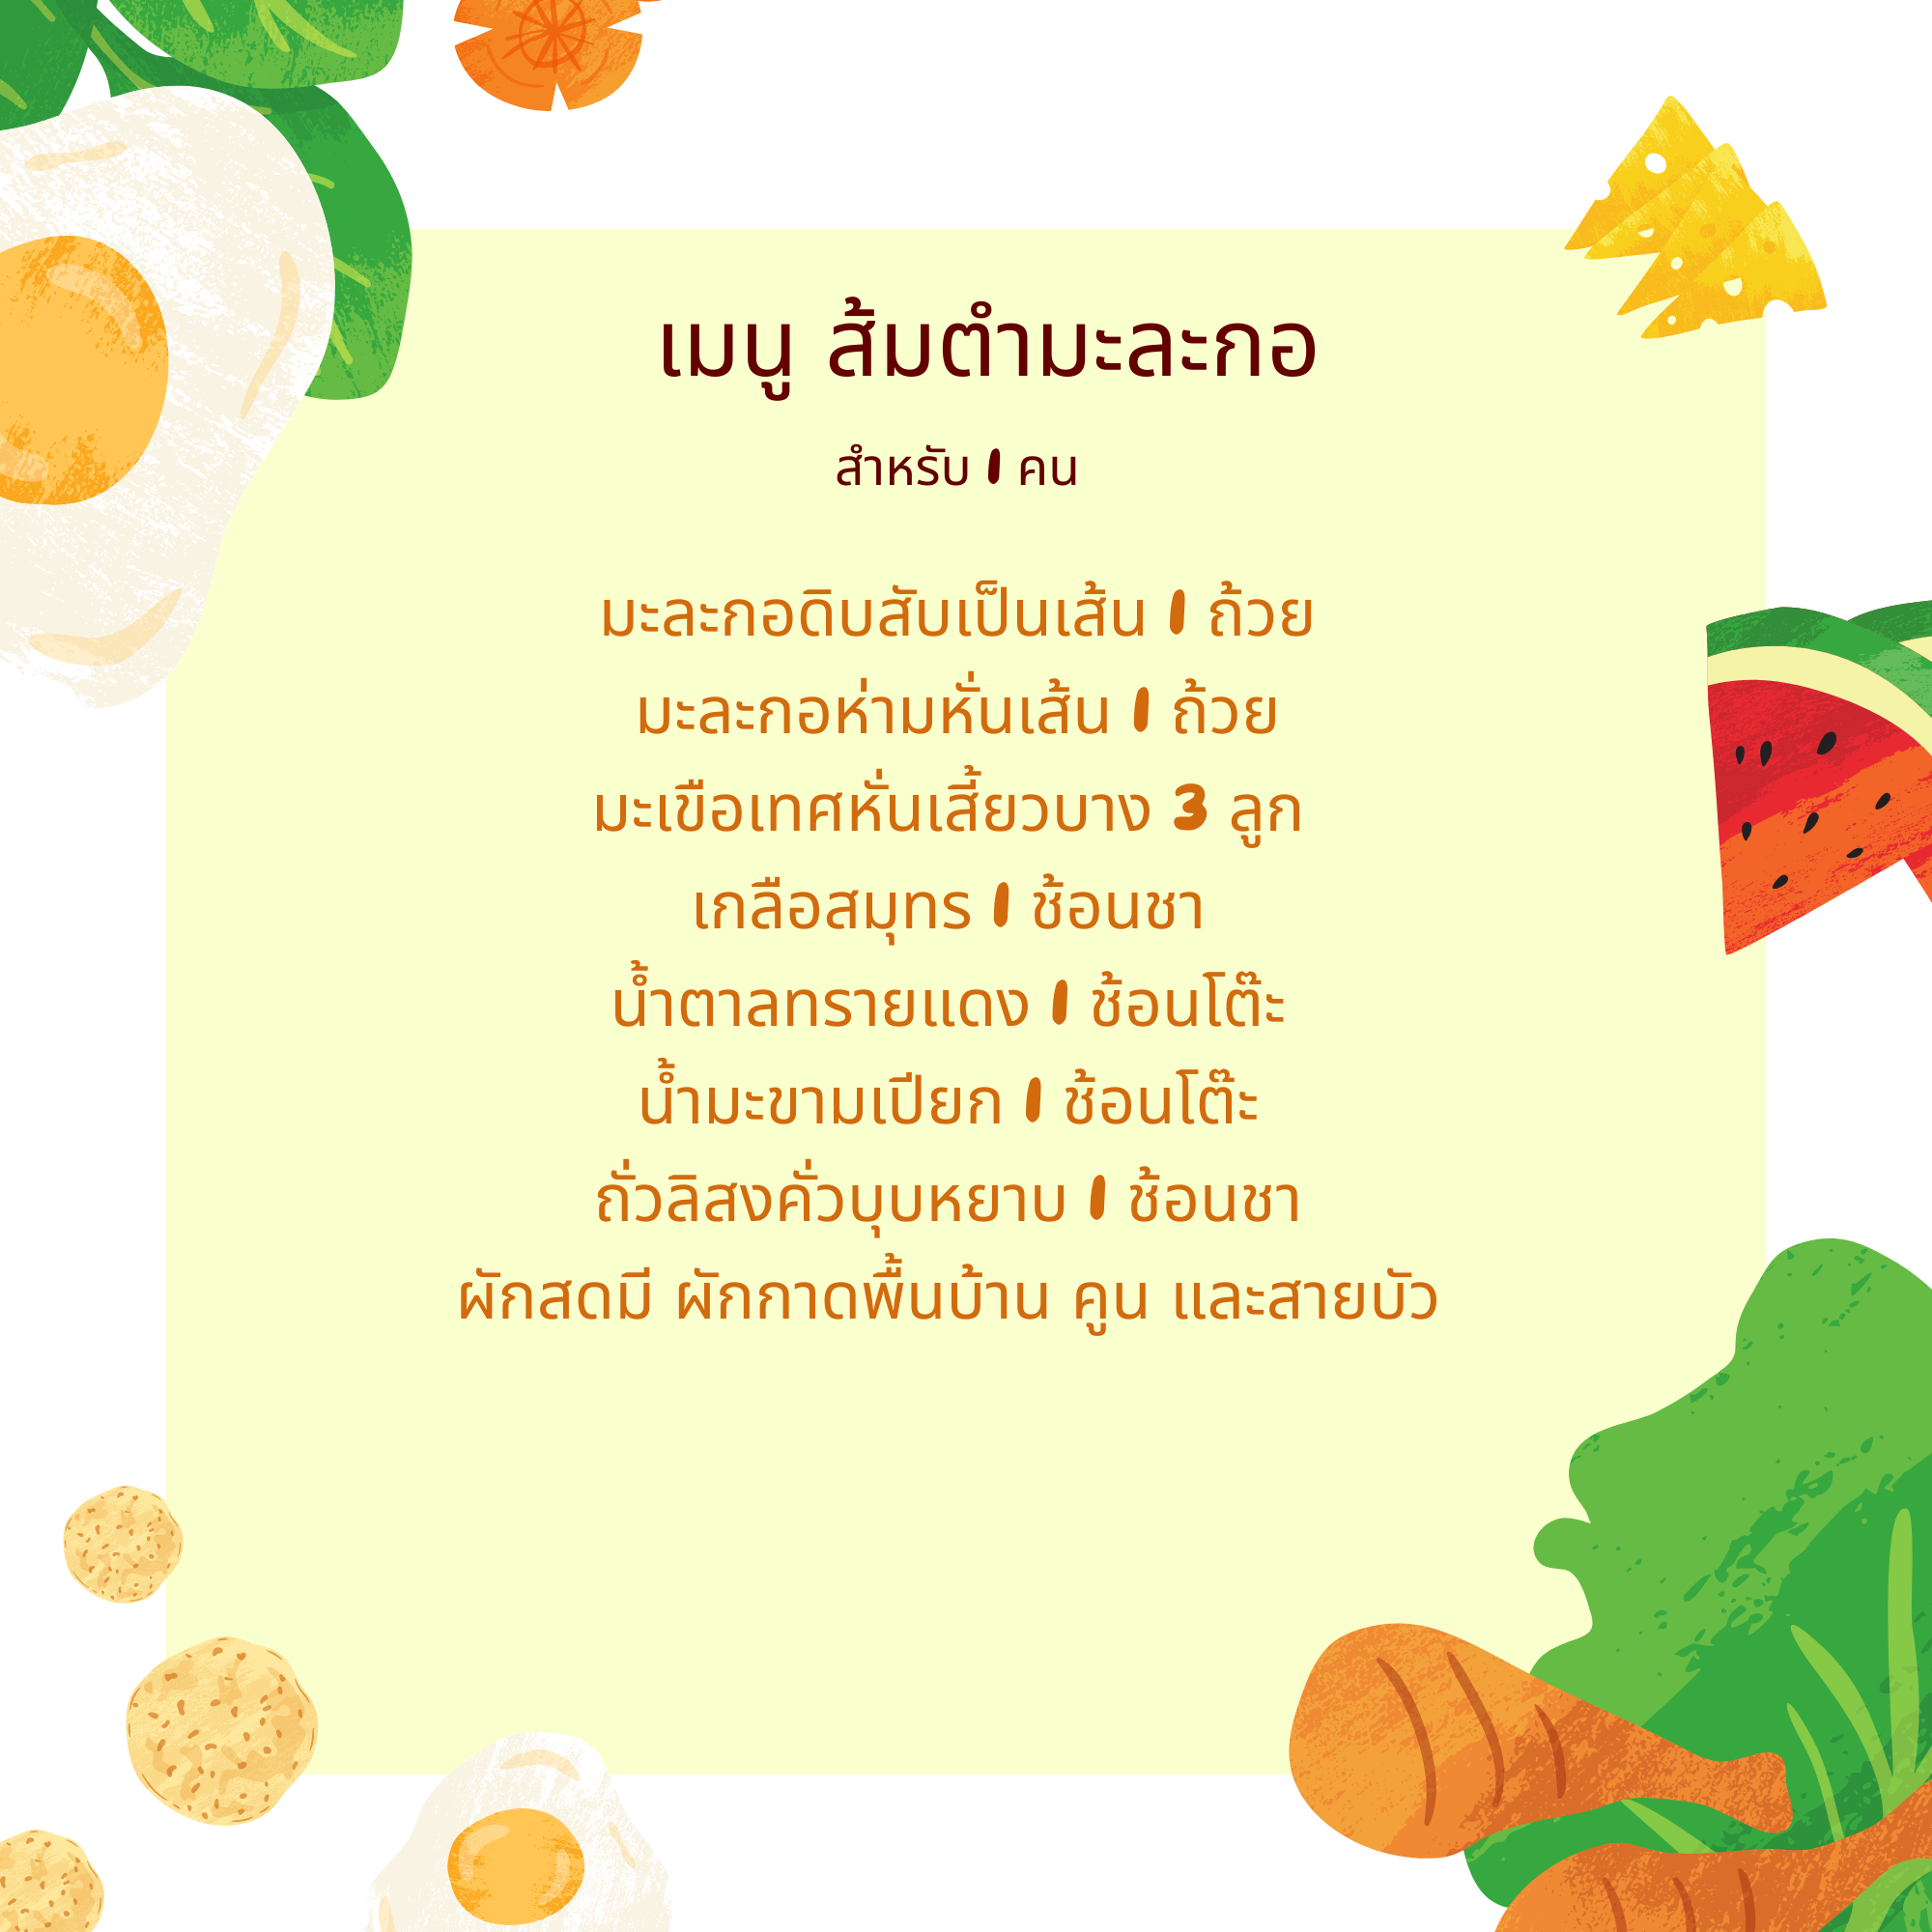 เมนู ส้มตำมะละกอ
สำหรับ 1 คน
มะละกอดิบสับเป็นเส้น 1 ถ้วย
มะละกอห่ามหั่นเส้น 1 ถ้วย
มะเขือเทศหั่นเสี้ยวบาง 3 ลูก
เกลือสมุทร 1 ช้อนชา
น้ำตาลทรายแดง 1 ช้อนโต๊ะ
น้ำมะขามเปียก 1 ช้อนโต๊ะ
ถั่วลิสงคั่วบุบหยาบ 1 ช้อนชา
ผักสดมี ผักกาดพื้นบ้าน คูน และสายบัว